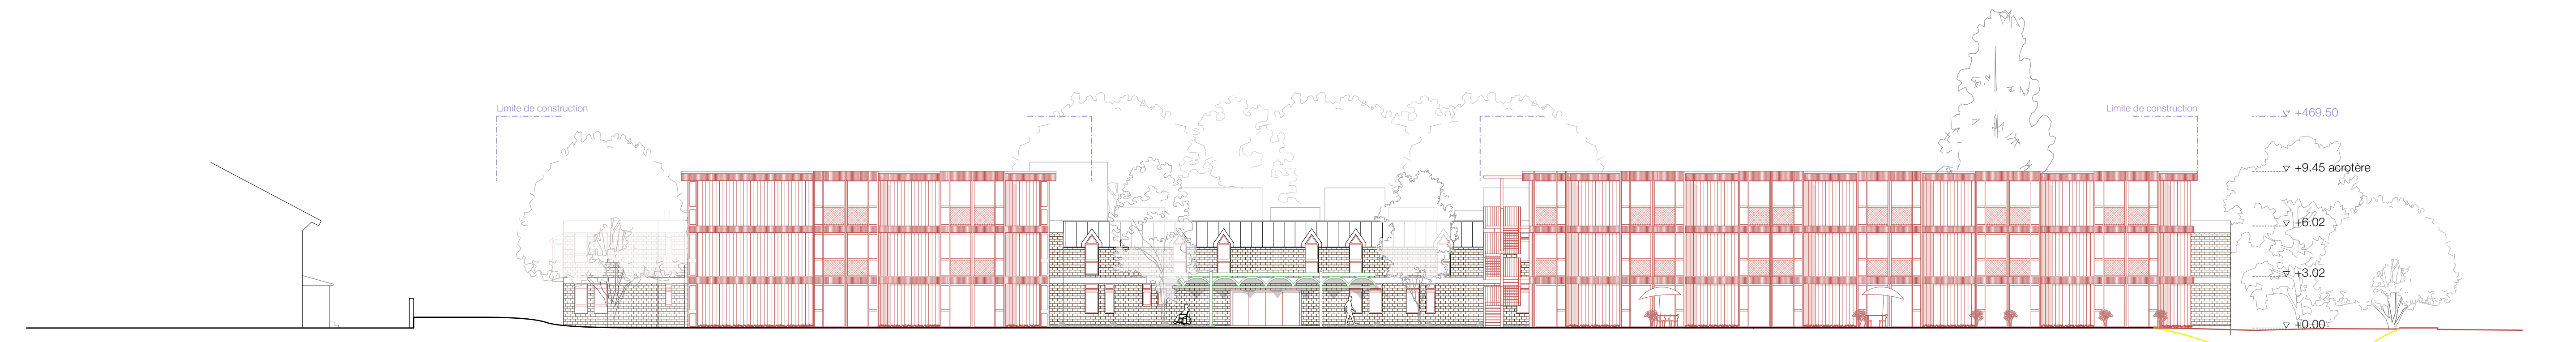 Limite de construction
Limite de construction
+469.50
+9.45 acrotère
+6.02
+3.02
+0.00